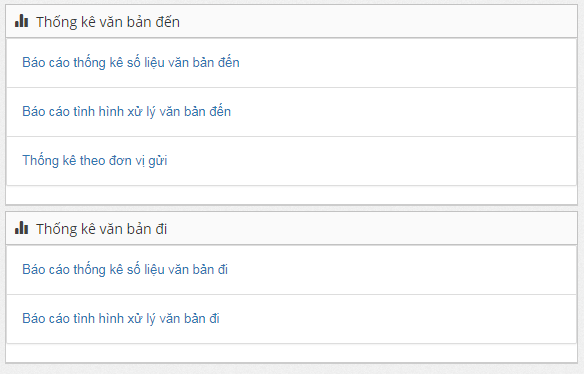 Thống kê văn bản đến
Báo cáo thống kê số liệu văn bản đến
Báo cáo tình hình xử lý văn bản đến
Thống kê theo đơn vị gửi
Thống kê văn bản đi
Báo cáo thống kê số liệu văn bản đi
Báo cáo tình hình xử lý văn bản đi